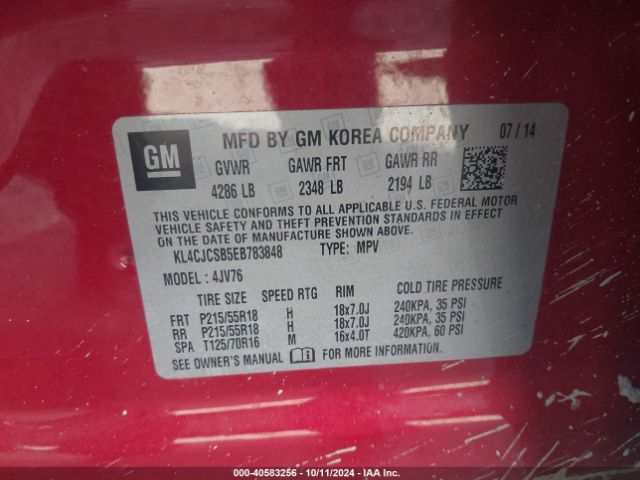 GM
MFD BY GM KOREA COMPANY 07/14
GVWR GAWR FRT GAWR RR
4286 LB 2348 LB 2194 LB
THIS VEHICLE CONFORMS TO ALL APPLICABLE U.S. FEDERAL MOTOR
VEHICLE SAFETY AND THEFT PREVENTION STANDARDS IN EFFECT
ON THE DATE OF MANUFACTURE SHOWN ABOVE.
KL4CJCSB5EB783848 TYPE: MPV
MODEL: 4JV76
TIRE SIZE SPEED RTG RIM COLD TIRE PRESSURE
FRT P215/55R18 H 18x7.0J 240KPA, 35 PSI
RR P215/55R18 H 18x7.0J 240KPA, 35 PSI
SPA T125/70R16 M 16x4.0T 420KPA, 60 PSI
SEE OWNER'S MANUAL FOR MORE INFORMATION.
000-40583256 - 10/11/2024 - IAA Inc.